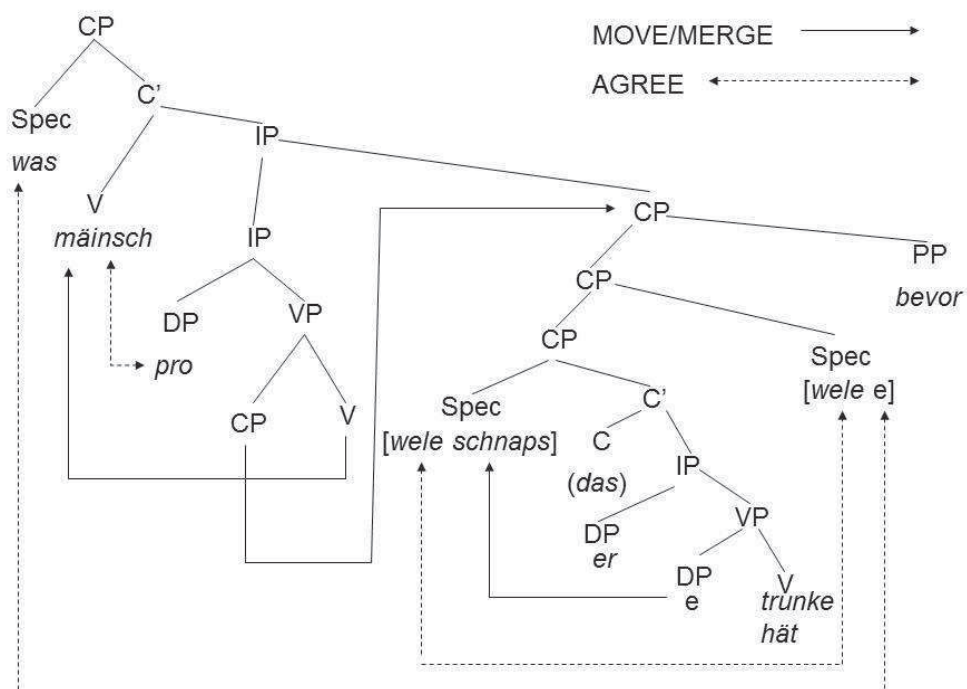 CP
MOVE/MERGE
AGREE
C'
Spec
was
IP
V
mäinsch
CP
IP
PP
bevor
CP
DP
pro
VP
CP
Spec
[wele e]
CP
V
Spec
[wele schnaps]
C'
C
(das)
IP
DP
er
VP
DP
e
V
trunke
hät